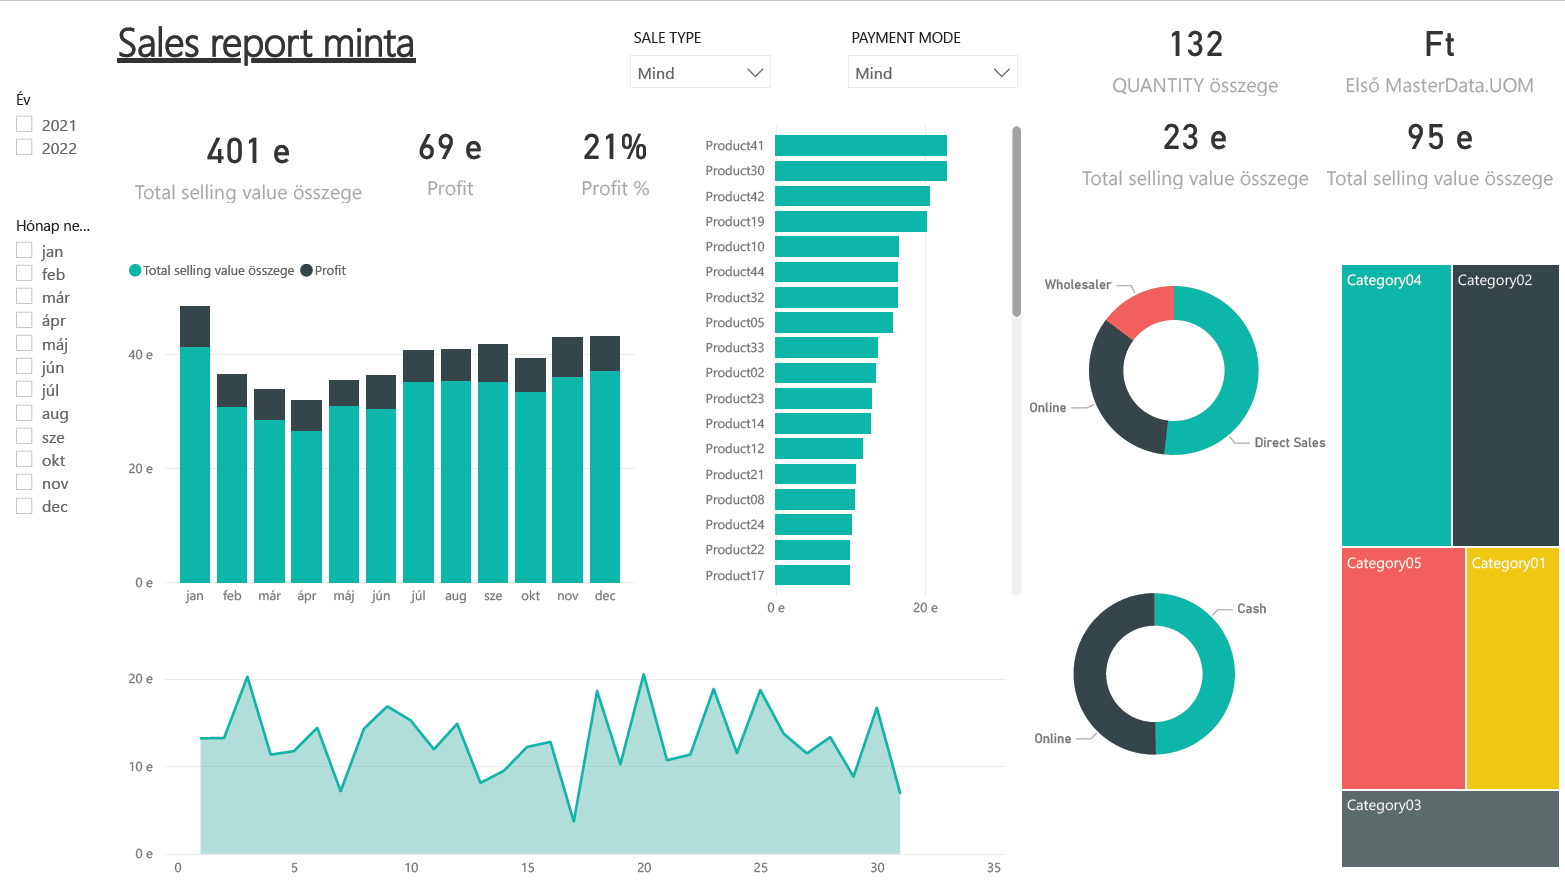 Sales report minta
SALE TYPE
Mind
PAYMENT MODE
Mind
132
QUANTITY összege
Ft
Első MasterData.UOM
23 e
Total selling value összege
95 e
Total selling value összege
Év
2021
2022
401 e
Total selling value összege
69 e
Profit
21%
Profit %
Hónap ne...
jan
feb
már
ápr
máj
jún
júl
aug
sze
okt
nov
dec
Total selling value összege Profit
40 e
20 e
0 e
jan feb már ápr máj jún júl aug sze okt nov dec
Product41
Product30
Product42
Product19
Product10
Product44
Product32
Product05
Product33
Product02
Product23
Product14
Product12
Product21
Product08
Product24
Product22
Product17
0 e 20 e
Wholesaler
Online
Direct Sales
Cash
Online
Category04
Category02
Category05
Category01
Category03
20 e
10 e
0 e
0 5 10 15 20 25 30 35